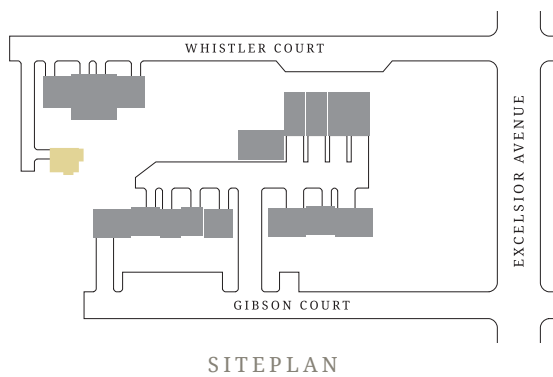 WHISTLER COURT
EXCELSIOR AVENUE
GIBSON COURT
SITEPLAN